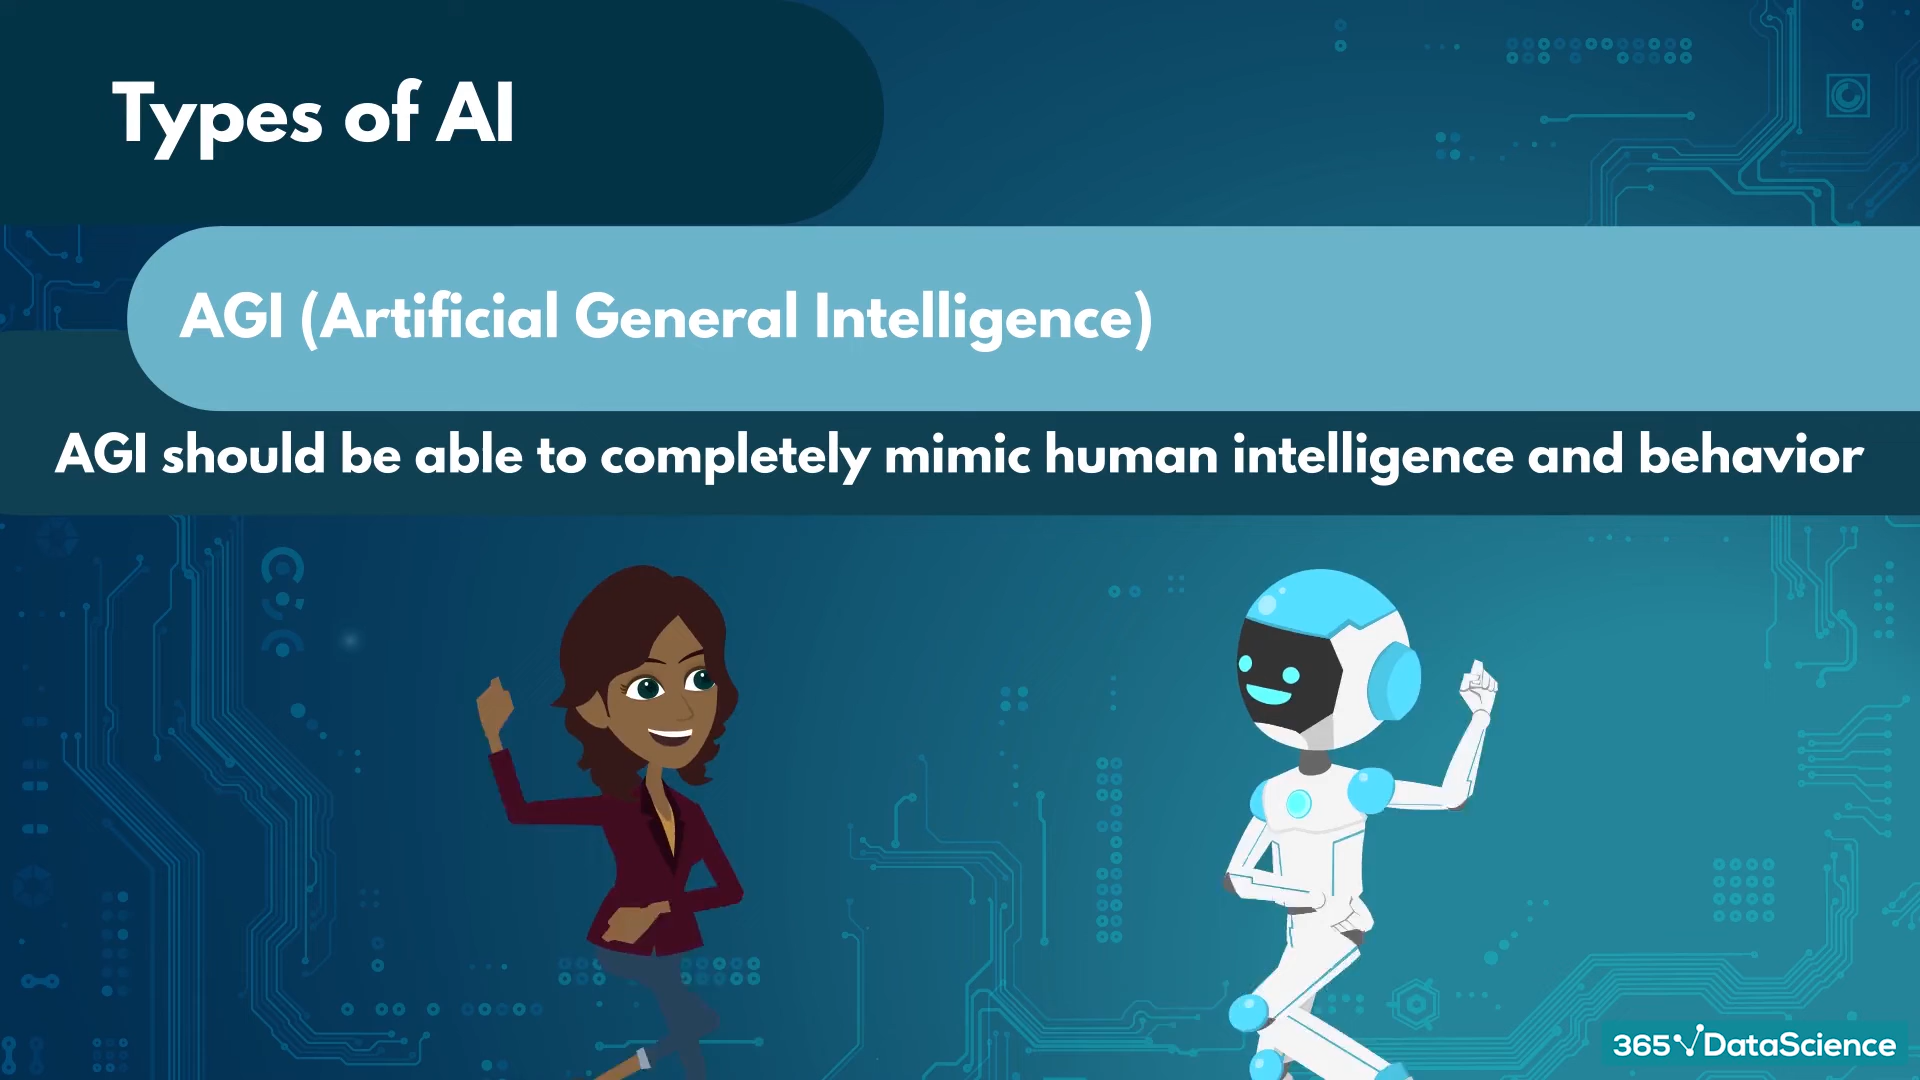 Types of AI
AGI (Artificial General Intelligence)
AGI should be able to completely mimic human intelligence and behavior
365 DataScience